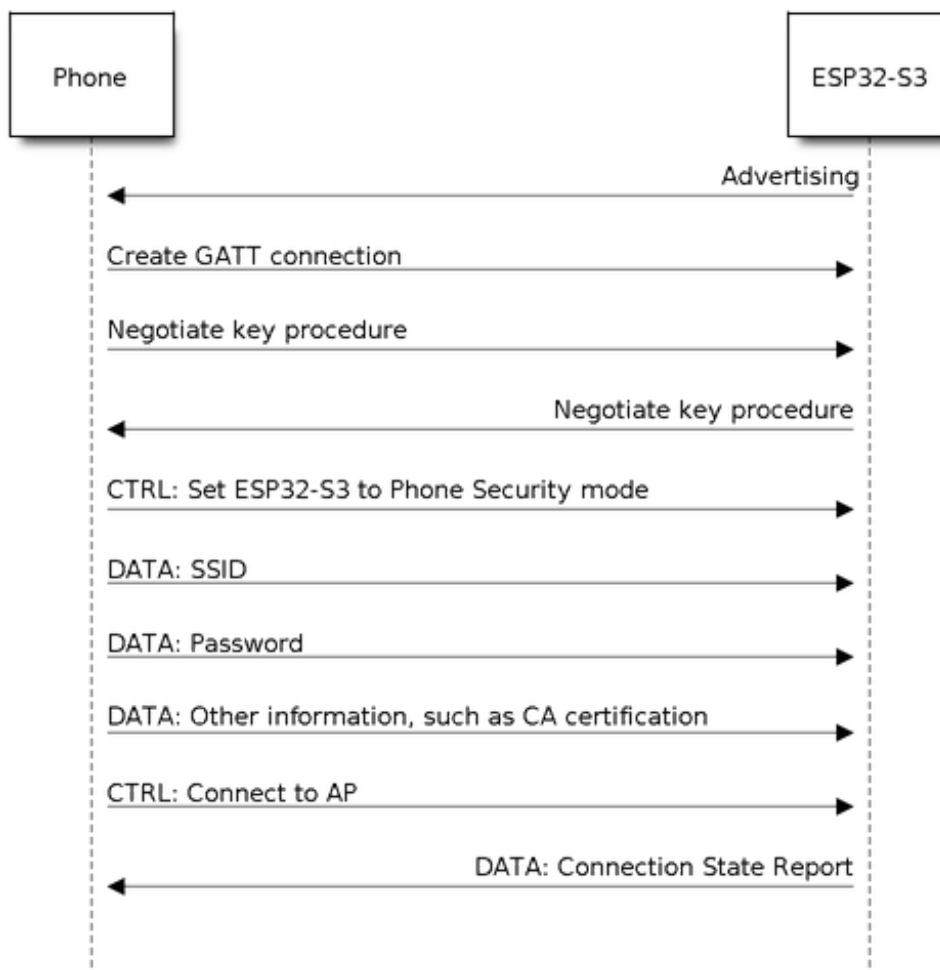 Phone
ESP32-S3
Advertising
Create GATT connection
Negotiate key procedure
Negotiate key procedure
CTRL: Set ESP32-S3 to Phone Security mode
DATA: SSID
DATA: Password
DATA: Other information, such as CA certification
CTRL: Connect to AP
DATA: Connection State Report